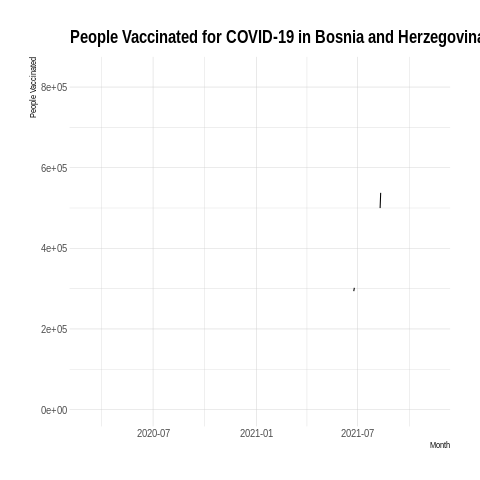 People Vaccinated for COVID-19 in Bosnia and Herzegovina
People Vaccinated
8e+05
6e+05
4e+05
2e+05
0e+00
2020-07 2021-01 2021-07
Month